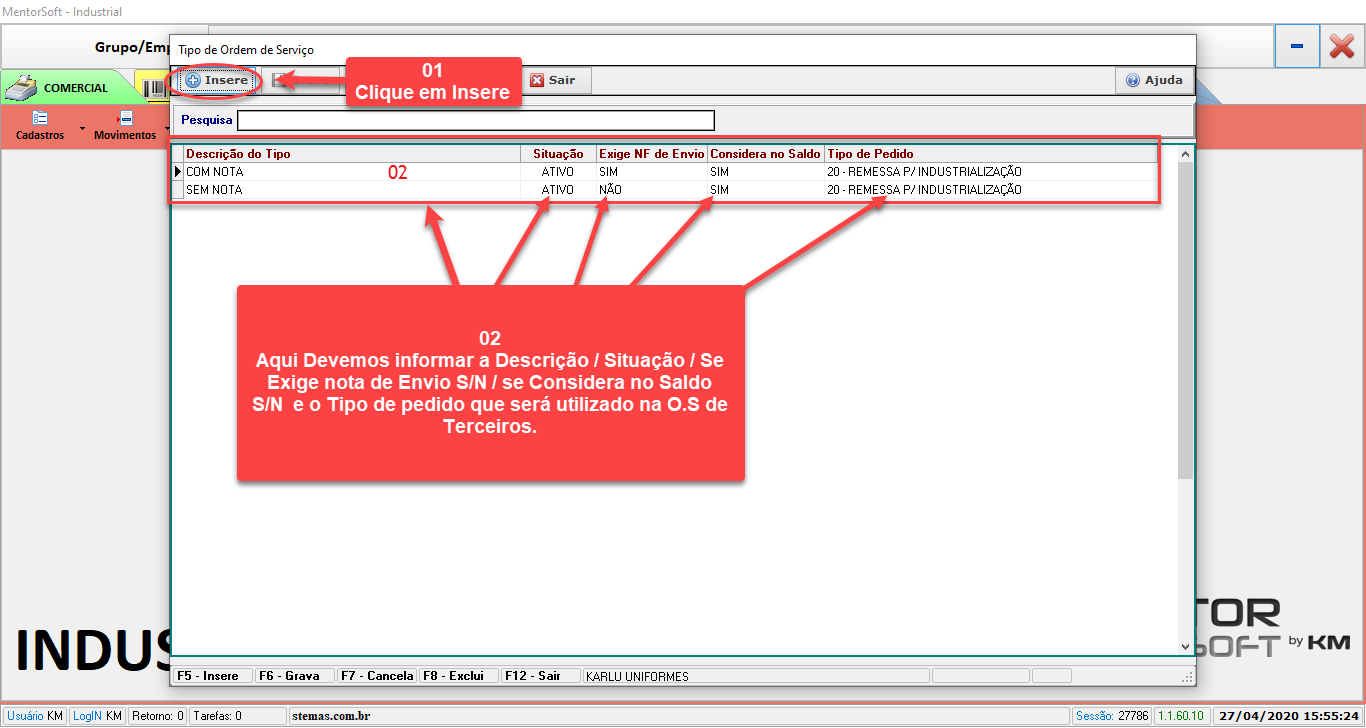 MentorSoft - Industrial
Grupo/Emp
Tipo de Ordem de Serviço
COMERCIAL
Insere
01
Clique em Insere
Sair
Ajuda
Cadastros
Movimentos
Pesquisa
Descrição do Tipo Situação Exige NF de Envio Considera no Saldo Tipo de Pedido
COM NOTA ATIVO SIM SIM 20 - REMESSA P/ INDUSTRIALIZAÇÃO
02
SEM NOTA ATIVO NÃO SIM 20 - REMESSA P/ INDUSTRIALIZAÇÃO
02
Aqui Devemos informar a Descrição / Situação / Se
Exige nota de Envio S/N / se Considera no Saldo
S/N e o Tipo de pedido que será utilizado na O.S de
Terceiros.
INDUS
TOR
SOFT by KM
F5 - Insere F6 - Grava F7 - Cancela F8 - Exclui F12 - Sair KARLU UNIFORMES
Usuário KM LogIN KM Retorno: 0 Tarefas: 0 stemas.com.br Sessão: 27786 1.1.60.10 27/04/2020 15:55:24